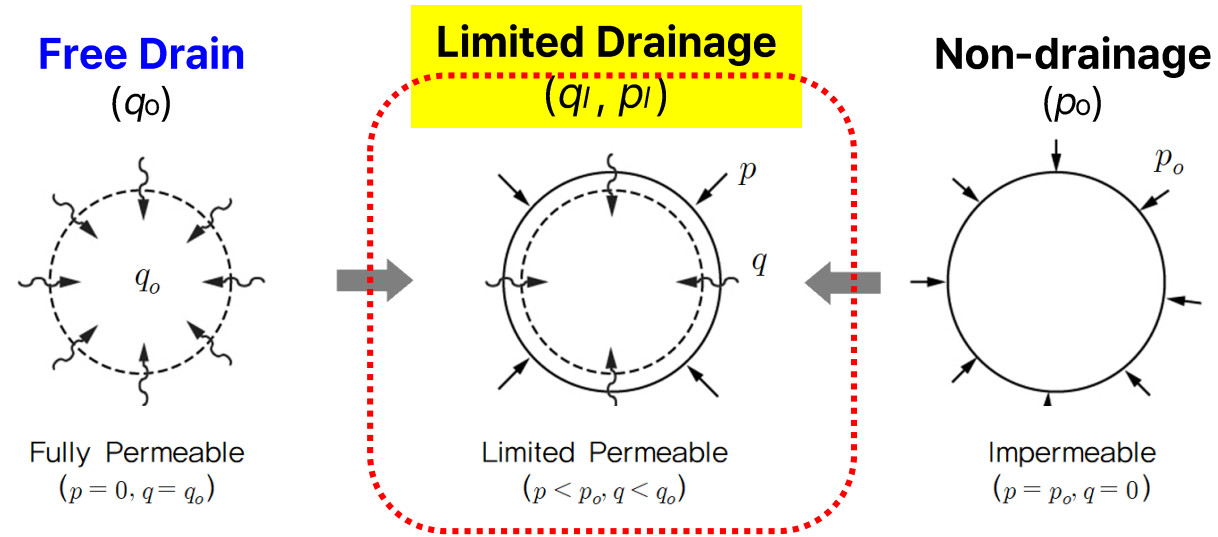 Free Drain
(qo)
Limited Drainage
(ql, pl)
Non-drainage
(po)
qo
p
q
po
Fully Permeable
(p = 0, q = qo)
Limited Permeable
(p < po, q < qo)
Impermeable
(p = po, q = 0)